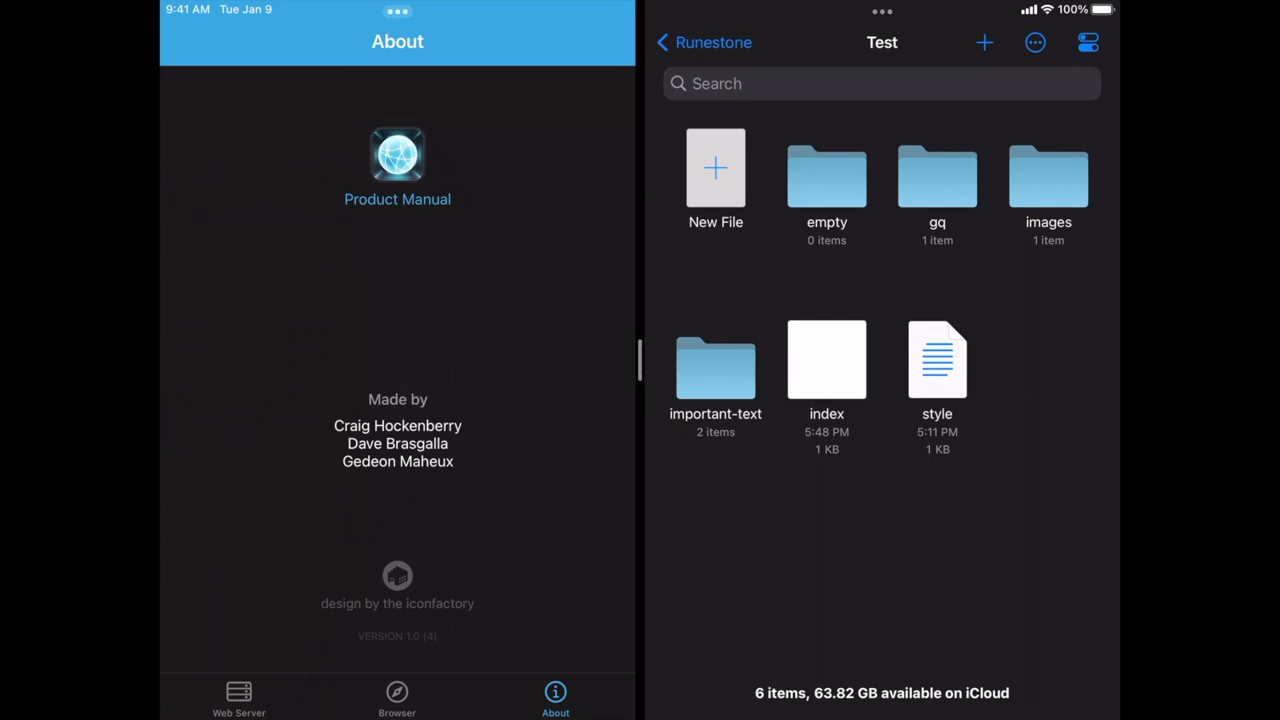 9:41 AM Tue Jan 9
About
Product Manual
Made by
Craig Hockenberry
Dave Brasgalla
Gedeon Maheux
design by the iconfactory
VERSION 1.0 (4)
Web Server
Browser
About
100%
Runestone
Test
Search
New File
empty
0 items
gq
1 item
images
1 item
important-text
2 items
index
5:48 PM
1 KB
style
5:11 PM
1 KB
6 items, 63.82 GB available on iCloud